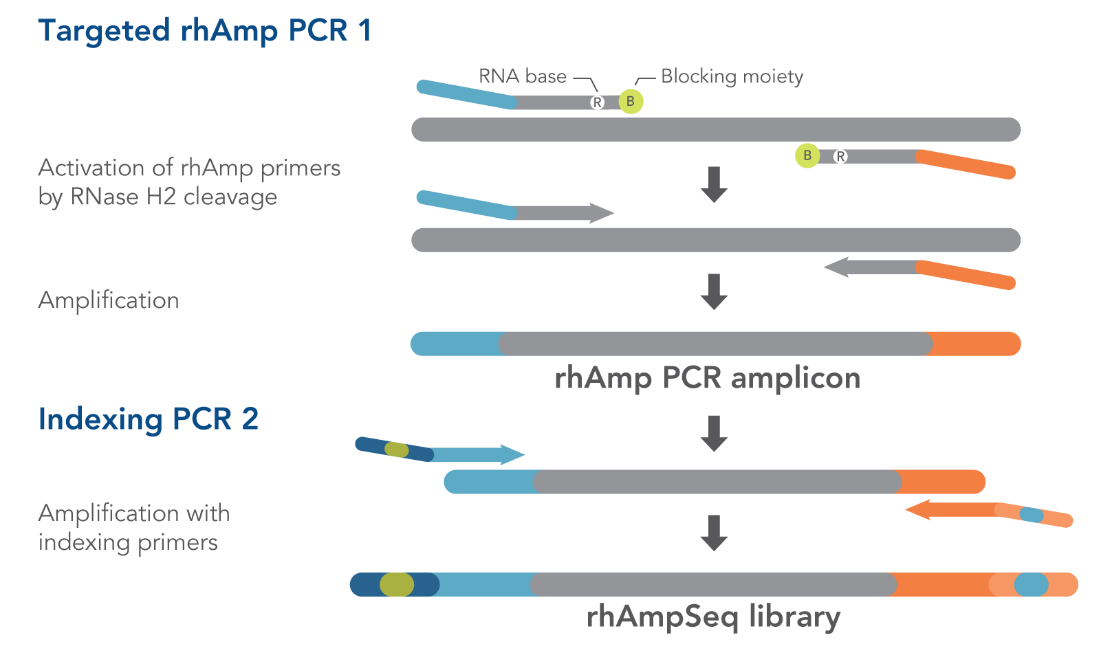 Targeted rhAmp PCR 1
RNA base
Blocking moiety
R
B
B
R
Activation of rhAmp primers
by RNase H2 cleavage
Amplification
rhAmp PCR amplicon
Indexing PCR 2
Amplification with
indexing primers
rhAmpSeq library